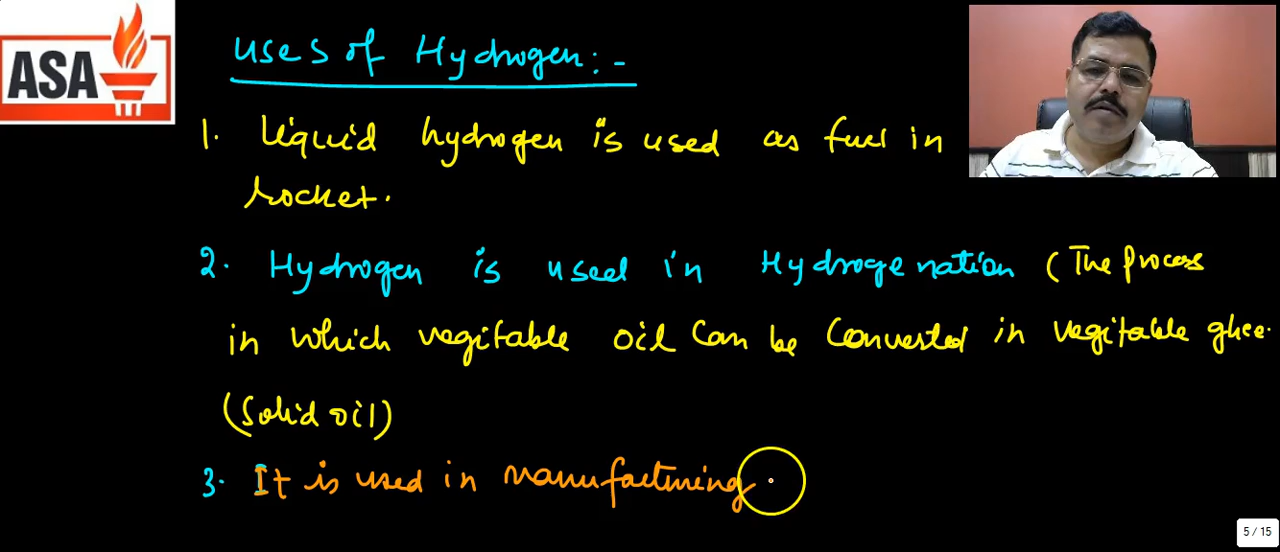 ASA
Uses of Hydrogen:-
1. Liquid hydrogen is used as fuel in
rocket.
2. Hydrogen is used in Hydrogenation (The process
in which vegitable oil can be converted in vegitable ghee.
(Solid oil)
3. It is used in manufacturing
5 / 15